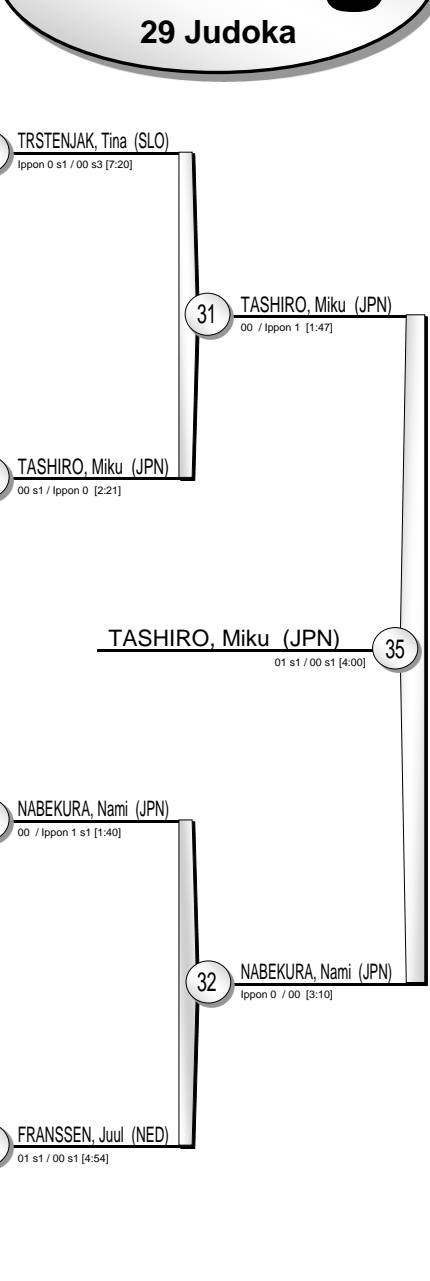 29 Judoka
TRSTENJAK, Tina (SLO)
Ippon 0 s1 / 00 s3 [7:20]
31
TASHIRO, Miku (JPN)
00 / Ippon 1 [1:47]
TASHIRO, Miku (JPN)
00 s1 / Ippon 0 [2:21]
TASHIRO, Miku (JPN)
35
01 s1 / 00 s1 [4:00]
NABEKURA, Nami (JPN)
00 / Ippon 1 s1 [1:40]
32
NABEKURA, Nami (JPN)
Ippon 0 / 00 [3:10]
FRANSSEN, Juul (NED)
01 s1 / 00 s1 [4:54]